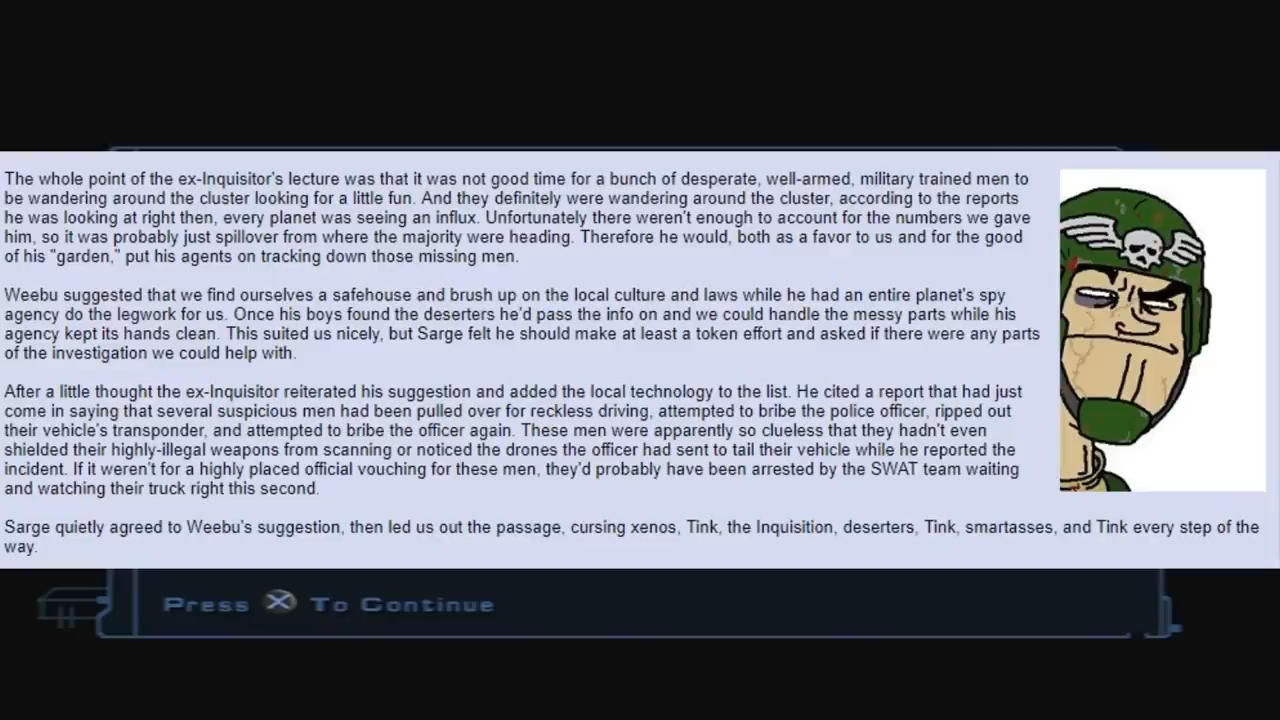 The whole point of the ex-Inquisitor's lecture was that it was not good time for a bunch of desperate, well-armed, military trained men to
be wandering around the cluster looking for a little fun. And they definitely were wandering around the cluster, according to the reports
he was looking at right then, every planet was seeing an influx. Unfortunately there weren't enough to account for the numbers we gave
him, so it was probably just spillover from where the majority were heading. Therefore he would, both as a favor to us and for the good
of his "garden," put his agents on tracking down those missing men.
Weebu suggested that we find ourselves a safehouse and brush up on the local culture and laws while he had an entire planet's spy
agency do the legwork for us. Once his boys found the deserters he'd pass the info on and we could handle the messy parts while his
agency kept its hands clean. This suited us nicely, but Sarge felt he should make at least a token effort and asked if there were any parts
of the investigation we could help with.
After a little thought the ex-Inquisitor reiterated his suggestion and added the local technology to the list. He cited a report that had just
come in saying that several suspicious men had been pulled over for reckless driving, attempted to bribe the police officer, ripped out
their vehicle's transponder, and attempted to bribe the officer again. These men were apparently so clueless that they hadn't even
shielded their highly-illegal weapons from scanning or noticed the drones the officer had sent to tail their vehicle while he reported the
incident. If it weren't for a highly placed official vouching for these men, they'd probably have been arrested by the SWAT team waiting
and watching their truck right this second.
Sarge quietly agreed to Weebu's suggestion, then led us out the passage, cursing xenos, Tink, the Inquisition, deserters, Tink, smartasses, and Tink every step of the
way.
Press X To Continue